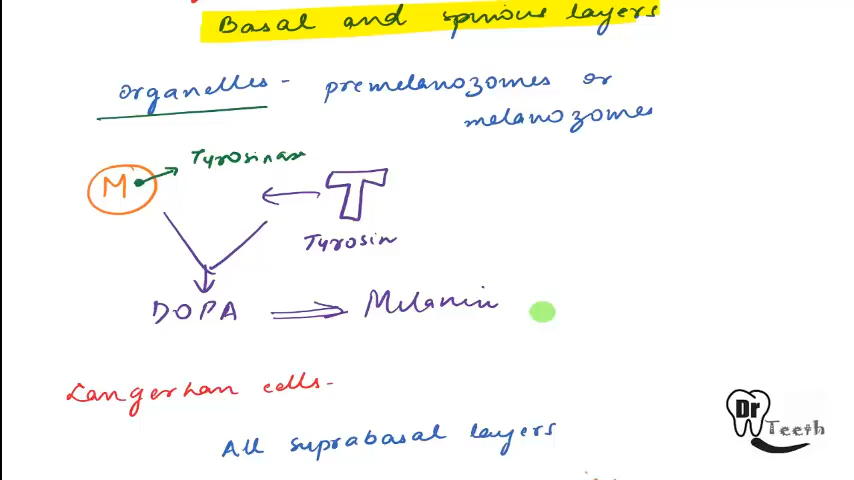 Basal and spinous layers
Organelles - premelanozomes or
melanozomes
Tyrosinase
M
T
Tyrosin
DOPA ⟹ Melanin
Langerhan cells -
All suprabasal layers
Dr
Teeth